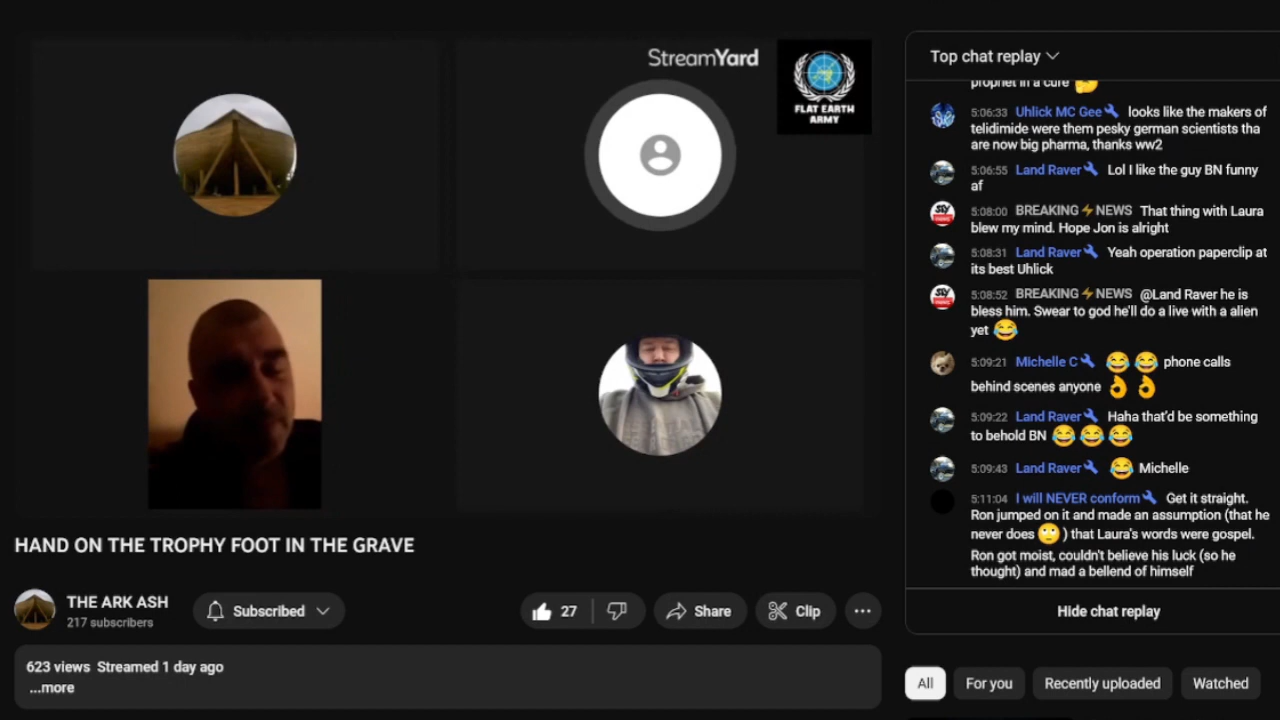 StreamYard
FLAT EARTH
ARMY
HAND ON THE TROPHY FOOT IN THE GRAVE
THE ARK ASH
217 subscribers
Subscribed
27
Share
Clip
623 views Streamed 1 day ago
...more
Top chat replay
prophet in a cure 🤔
5:06:33 Uhlick MC Gee looks like the makers of
telidimide were them pesky german scientists tha
are now big pharma, thanks ww2
5:06:55 Land Raver Lol I like the guy BN funny
af
5:08:00 BREAKING⚡NEWS That thing with Laura
blew my mind. Hope Jon is alright
5:08:31 Land Raver Yeah operation paperclip at
its best Uhlick
5:08:52 BREAKING⚡NEWS @Land Raver he is
bless him. Swear to god he'll do a live with a alien
yet 😂
5:09:21 Michelle C 😂😂 phone calls
behind scenes anyone 👌👌
5:09:22 Land Raver Haha that'd be something
to behold BN 😂😂😂
5:09:43 Land Raver 😂 Michelle
5:11:04 I will NEVER conform Get it straight.
Ron jumped on it and made an assumption (that he
never does 🙄) that Laura's words were gospel.
Ron got moist, couldn't believe his luck (so he
thought) and mad a bellend of himself
Hide chat replay
All For you Recently uploaded Watched